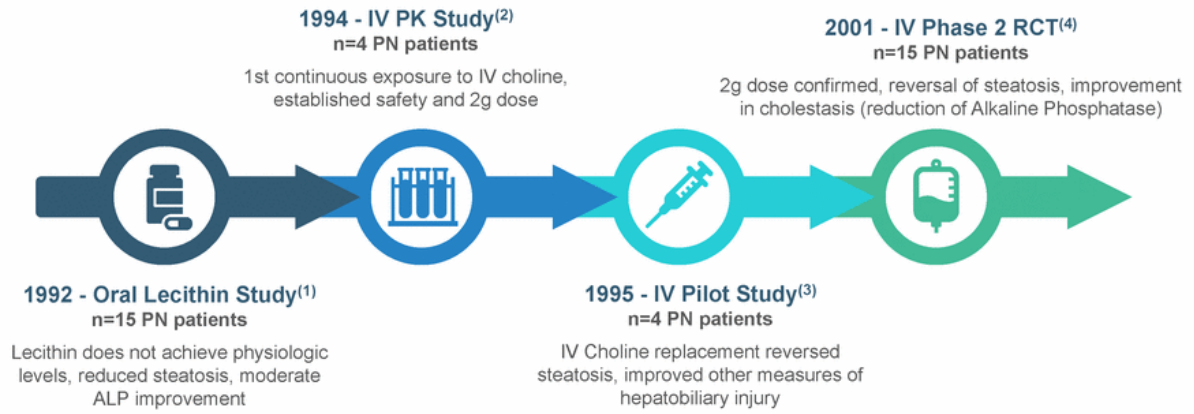 1994 - IV PK Study(2)
n=4 PN patients
1st continuous exposure to IV choline,
established safety and 2g dose
2001 - IV Phase 2 RCT(4)
n=15 PN patients
2g dose confirmed, reversal of steatosis, improvement
in cholestasis (reduction of Alkaline Phosphatase)
1992 - Oral Lecithin Study(1)
n=15 PN patients
Lecithin does not achieve physiologic
levels, reduced steatosis, moderate
ALP improvement
1995 - IV Pilot Study(3)
n=4 PN patients
IV Choline replacement reversed
steatosis, improved other measures of
hepatobiliary injury